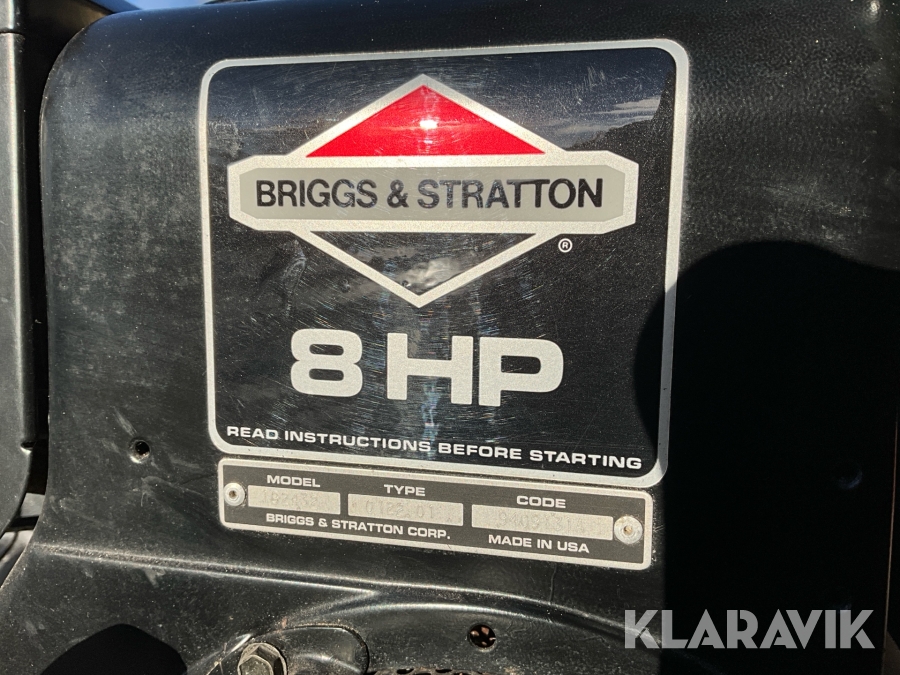 BRIGGS & STRATTON
®
8 HP
READ INSTRUCTIONS BEFORE STARTING
MODEL TYPE CODE
BRIGGS & STRATTON CORP. MADE IN USA
KLARAVIK